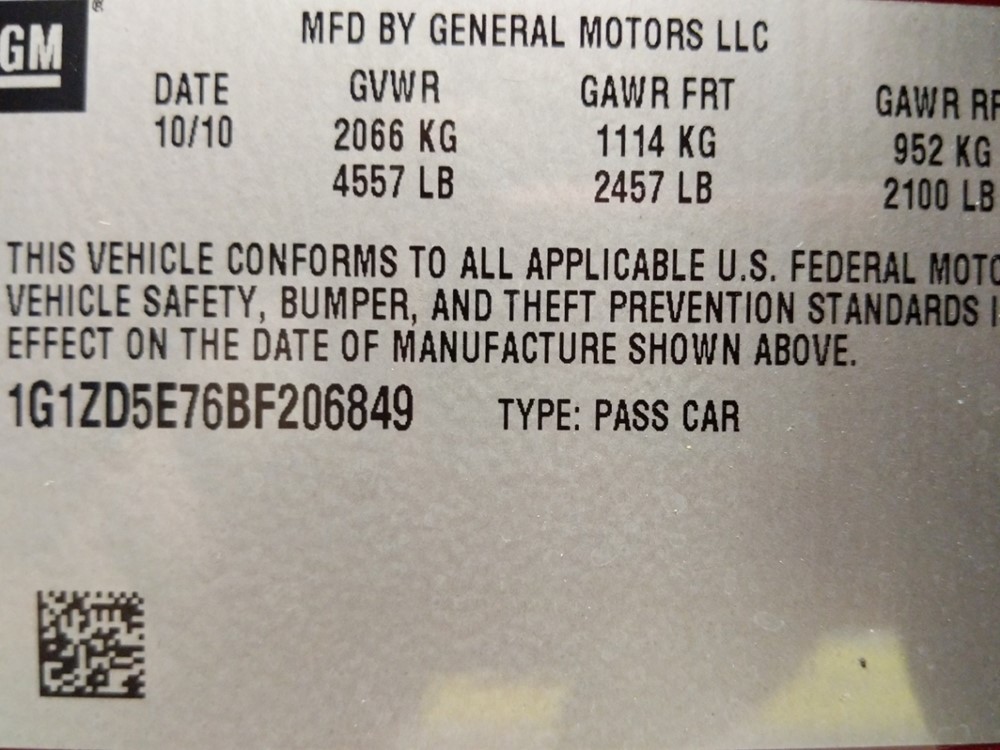 GM ®
MFD BY GENERAL MOTORS LLC
DATE GVWR GAWR FRT GAWR RR
10/10 2066 KG 1114 KG 952 KG
4557 LB 2457 LB 2100 LB
THIS VEHICLE CONFORMS TO ALL APPLICABLE U.S. FEDERAL MOTO
VEHICLE SAFETY, BUMPER, AND THEFT PREVENTION STANDARDS I
EFFECT ON THE DATE OF MANUFACTURE SHOWN ABOVE.
1G1ZD5E76BF206849 TYPE: PASS CAR